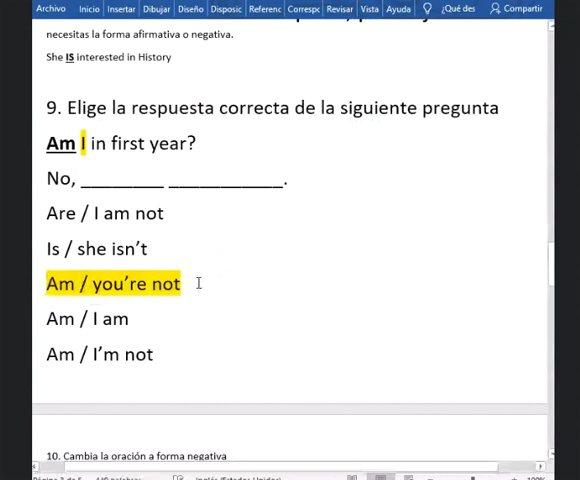 Archivo Inicio Insertar Dibujar Diseño Disposic Referenc Corresp Revisar Vista Ayuda ¿Qué des Compartir
necesitas la forma afirmativa o negativa.
She IS interested in History
9. Elige la respuesta correcta de la siguiente pregunta
Am I in first year?
No, ________ ___________.
Are / I am not
Is / she isn’t
Am / you’re not
Am / I am
Am / I’m not
10. Cambia la oración a forma negativa